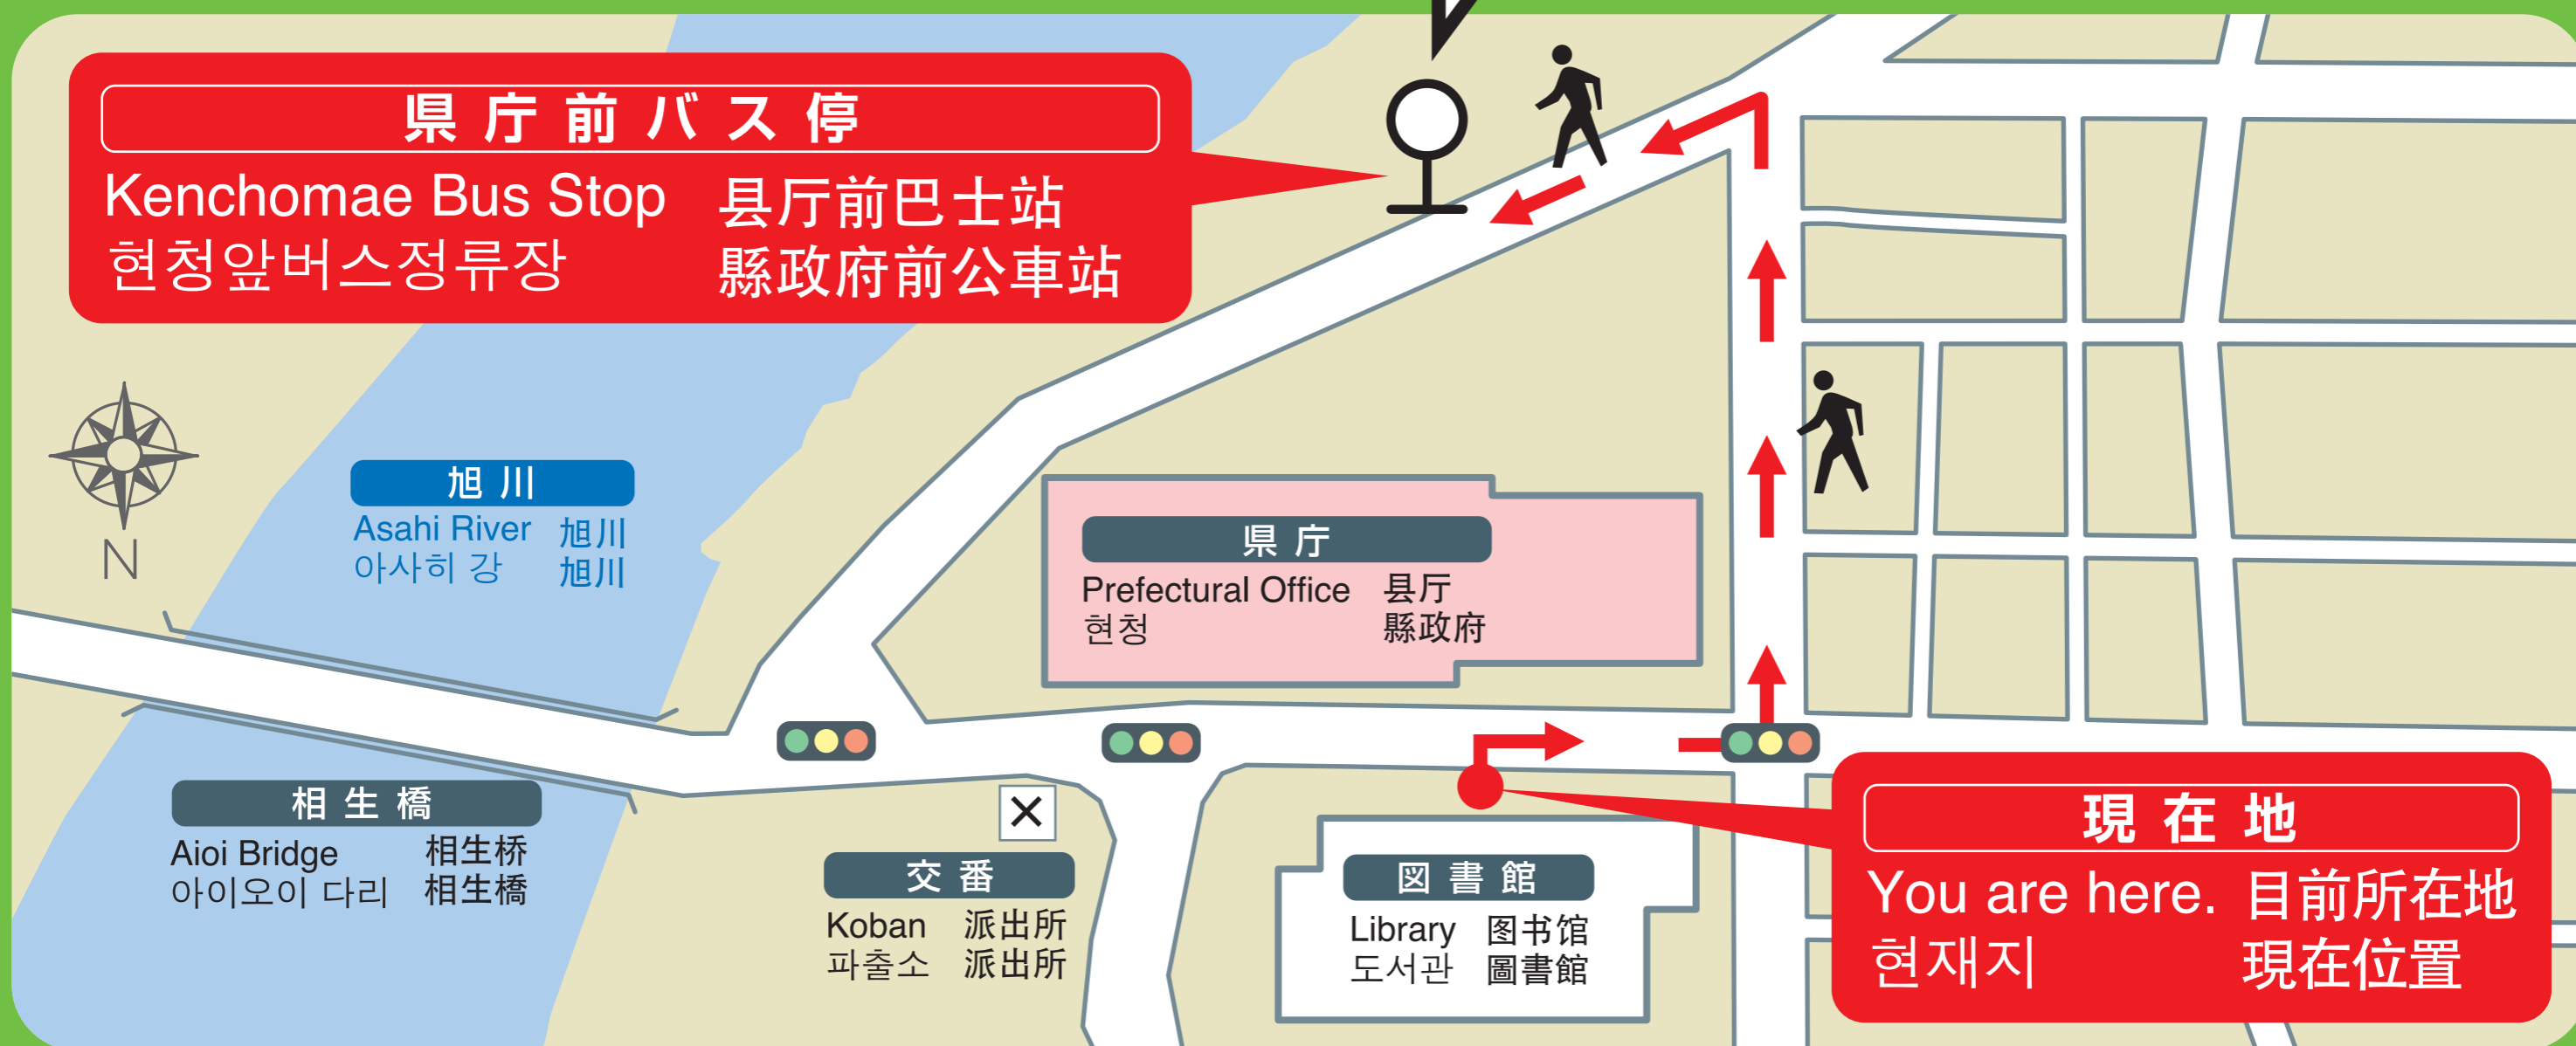 県庁前バス停
Kenchomae Bus Stop
현청앞버스정류장
县厅前巴士站
縣政府前公車站
N
旭川
Asahi River
아사히 강
旭川
旭川
県庁
Prefectural Office
현청
县厅
縣政府
相生橋
Aioi Bridge
아이오이 다리
相生桥
相生橋
交番
Koban
파출소
派出所
派出所
図書館
Library
도서관
图书馆
圖書館
現在地
You are here.
현재지
目前所在地
現在位置